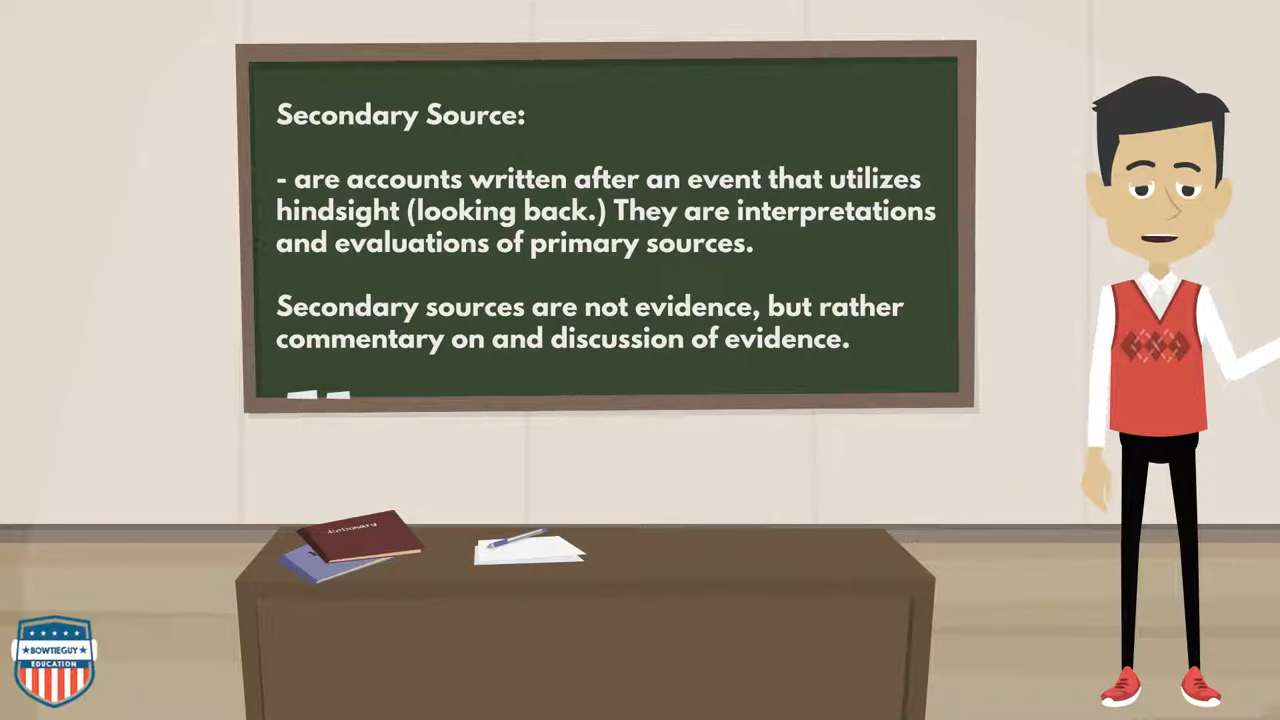 Secondary Source:
- are accounts written after an event that utilizes
hindsight (looking back.) They are interpretations
and evaluations of primary sources.
Secondary sources are not evidence, but rather
commentary on and discussion of evidence.
dictionary
BOWTIEGUY
EDUCATION